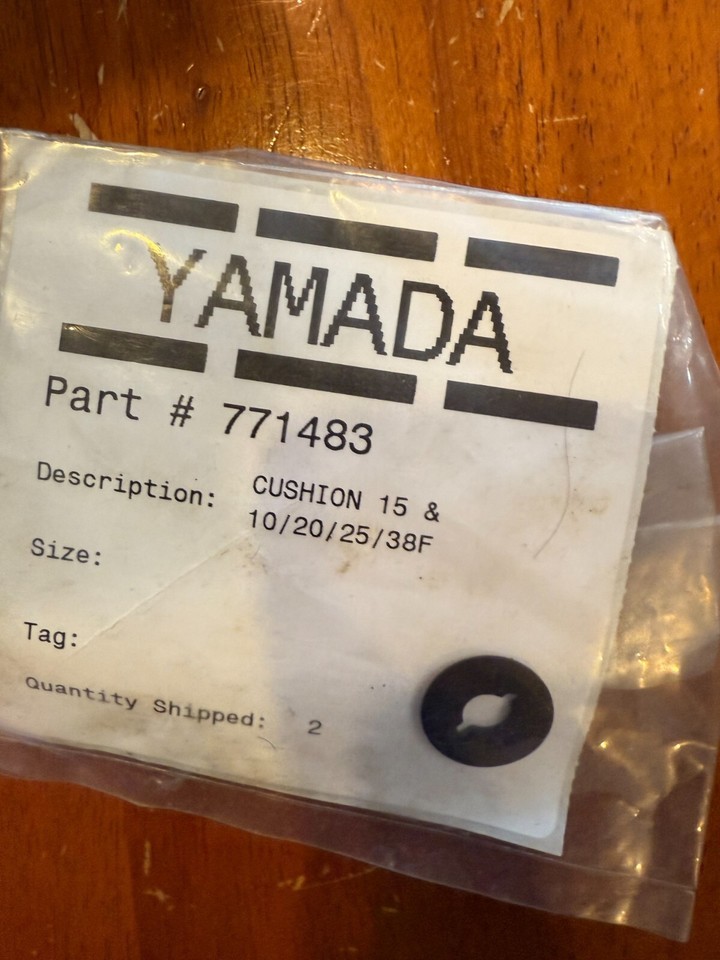 YAMADA
Part # 771483
Description: CUSHION 15 &
10/20/25/38F
Size:
Tag:
Quantity Shipped: 2